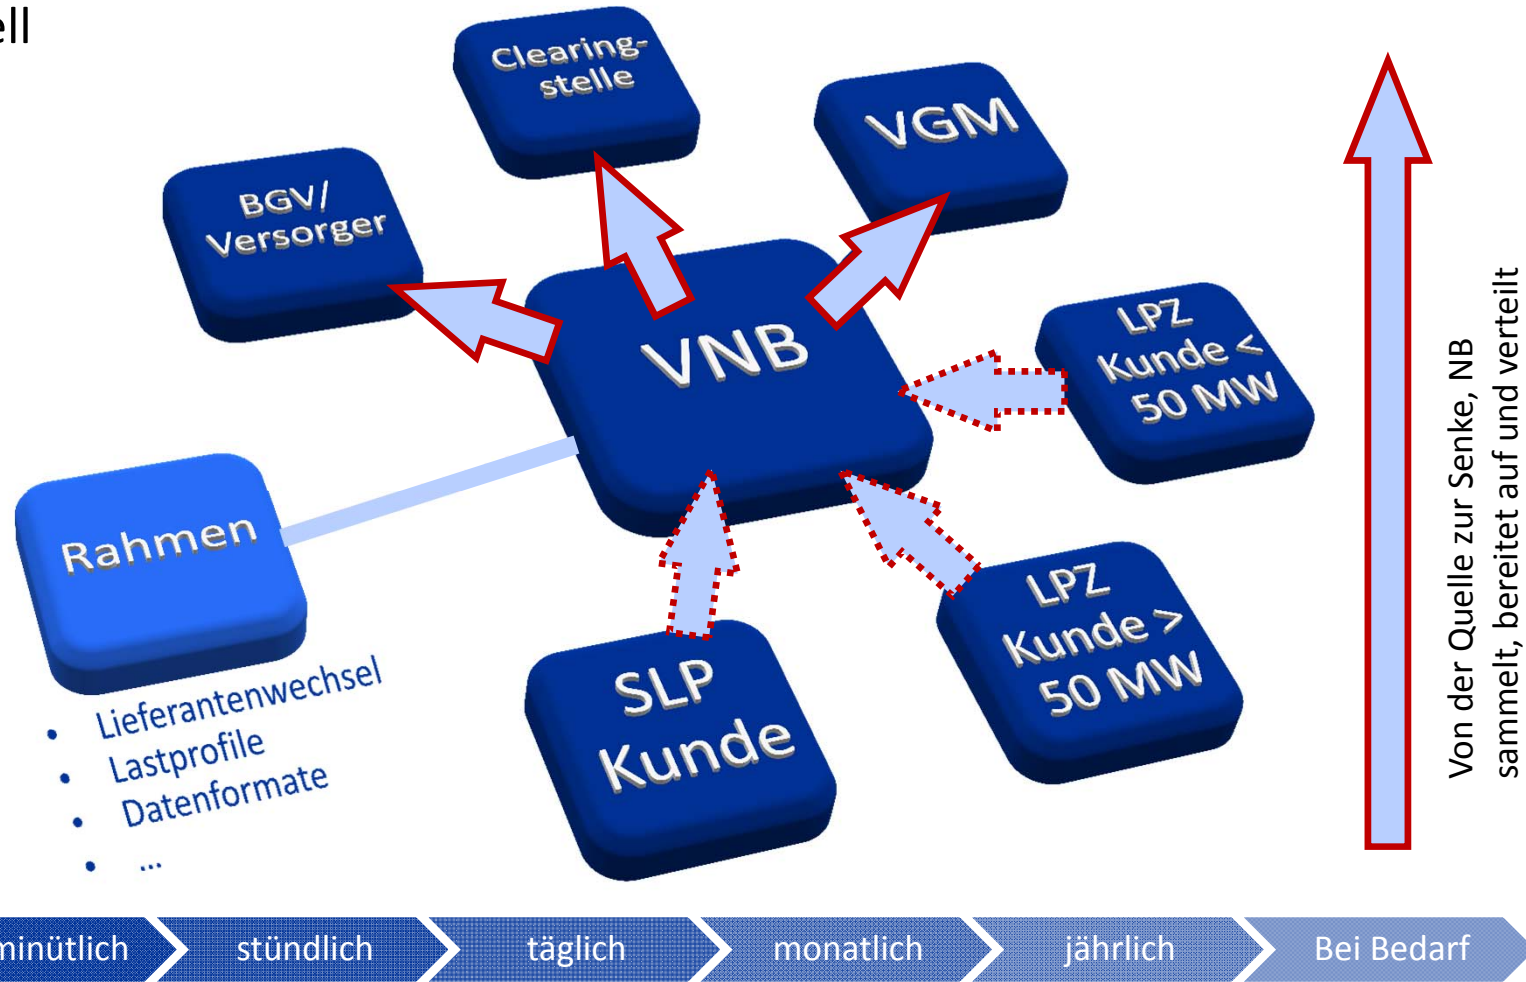 ell
Clearing-
stelle
VGM
BGV/
Versorger
VNB
LPZ
Kunde <
50 MW
Rahmen
LPZ
Kunde >
50 MW
SLP
Kunde
• Lieferantenwechsel
• Lastprofile
• Datenformate
• ...
Von der Quelle zur Senke, NB
sammelt, bereitet auf und verteilt
minütlich
stündlich
täglich
monatlich
jährlich
Bei Bedarf